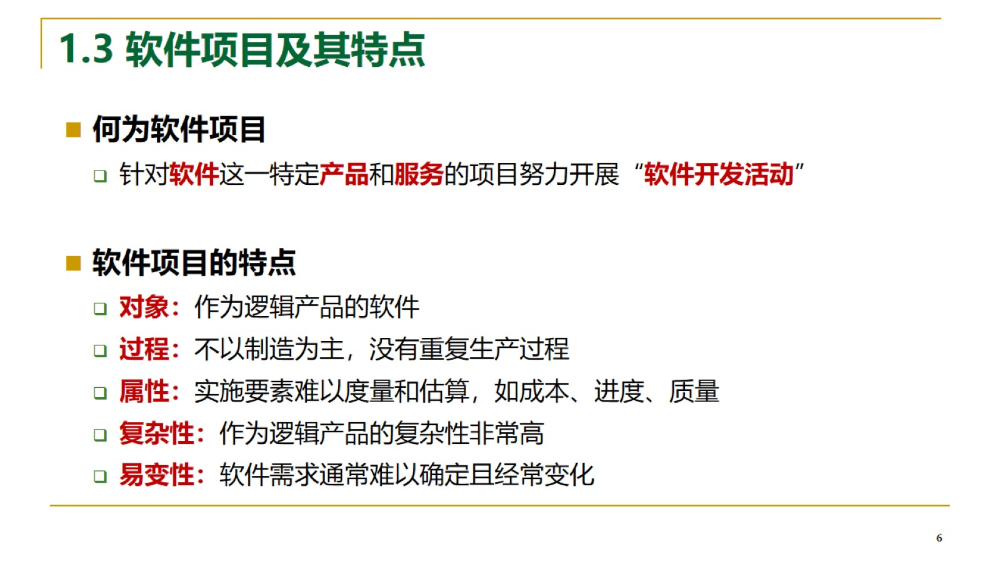 1.3 软件项目及其特点
何为软件项目
针对软件这一特定产品和服务的项目努力开展“软件开发活动”
软件项目的特点
对象：作为逻辑产品的软件
过程：不以制造为主，没有重复生产过程
属性：实施要素难以度量和估算，如成本、进度、质量
复杂性：作为逻辑产品的复杂性非常高
易变性：软件需求通常难以确定且经常变化
6